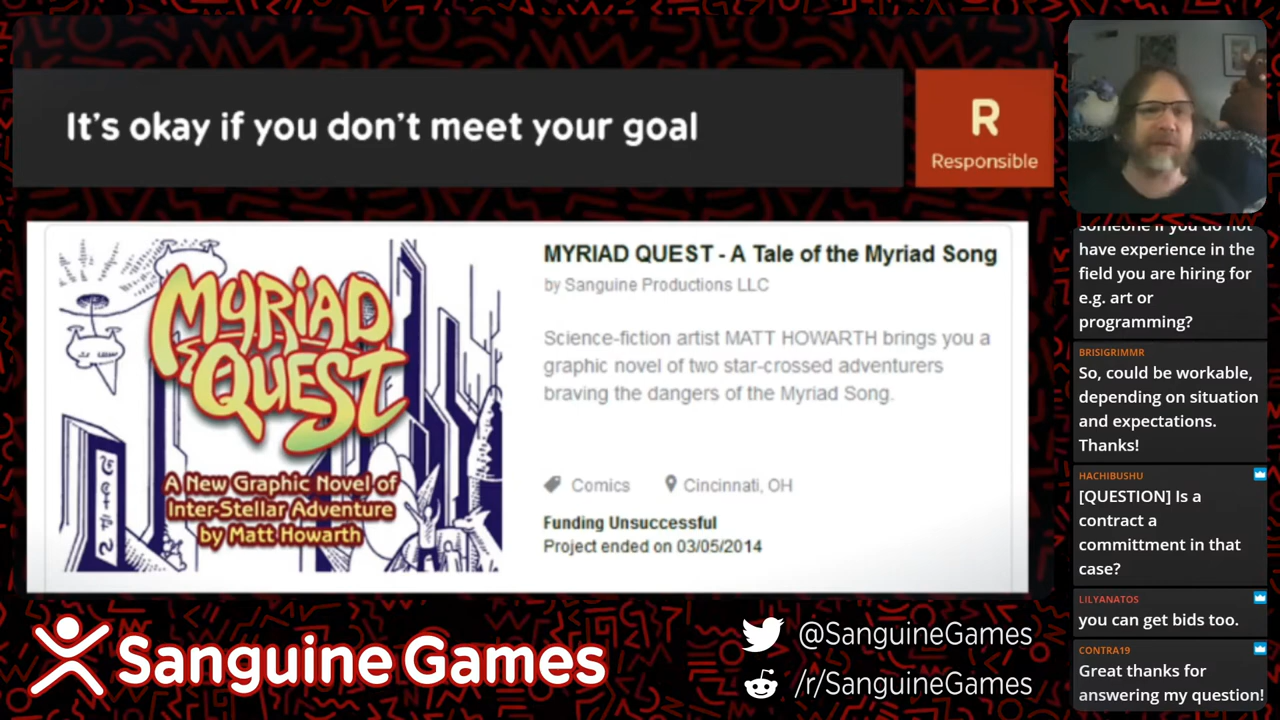 It's okay if you don't meet your goal
R
Responsible
MYRiAD
QUEST
A New Graphic Novel of
Inter-Stellar Adventure
by Matt Howarth
MYRIAD QUEST - A Tale of the Myriad Song
by Sanguine Productions LLC
Science-fiction artist MATT HOWARTH brings you a
graphic novel of two star-crossed adventurers
braving the dangers of the Myriad Song.
Comics
Cincinnati, OH
Funding Unsuccessful
Project ended on 03/05/2014
Sanguine Games
@SanguineGames
/r/SanguineGames
someone if you do not
have experience in the
field you are hiring for
e.g. art or
programming?
BRISIGRIMMR
So, could be workable,
depending on situation
and expectations.
Thanks!
HACHIBUSHU
[QUESTION] Is a
contract a
committment in that
case?
LILYANATOS
you can get bids too.
CONTRA19
Great thanks for
answering my question!